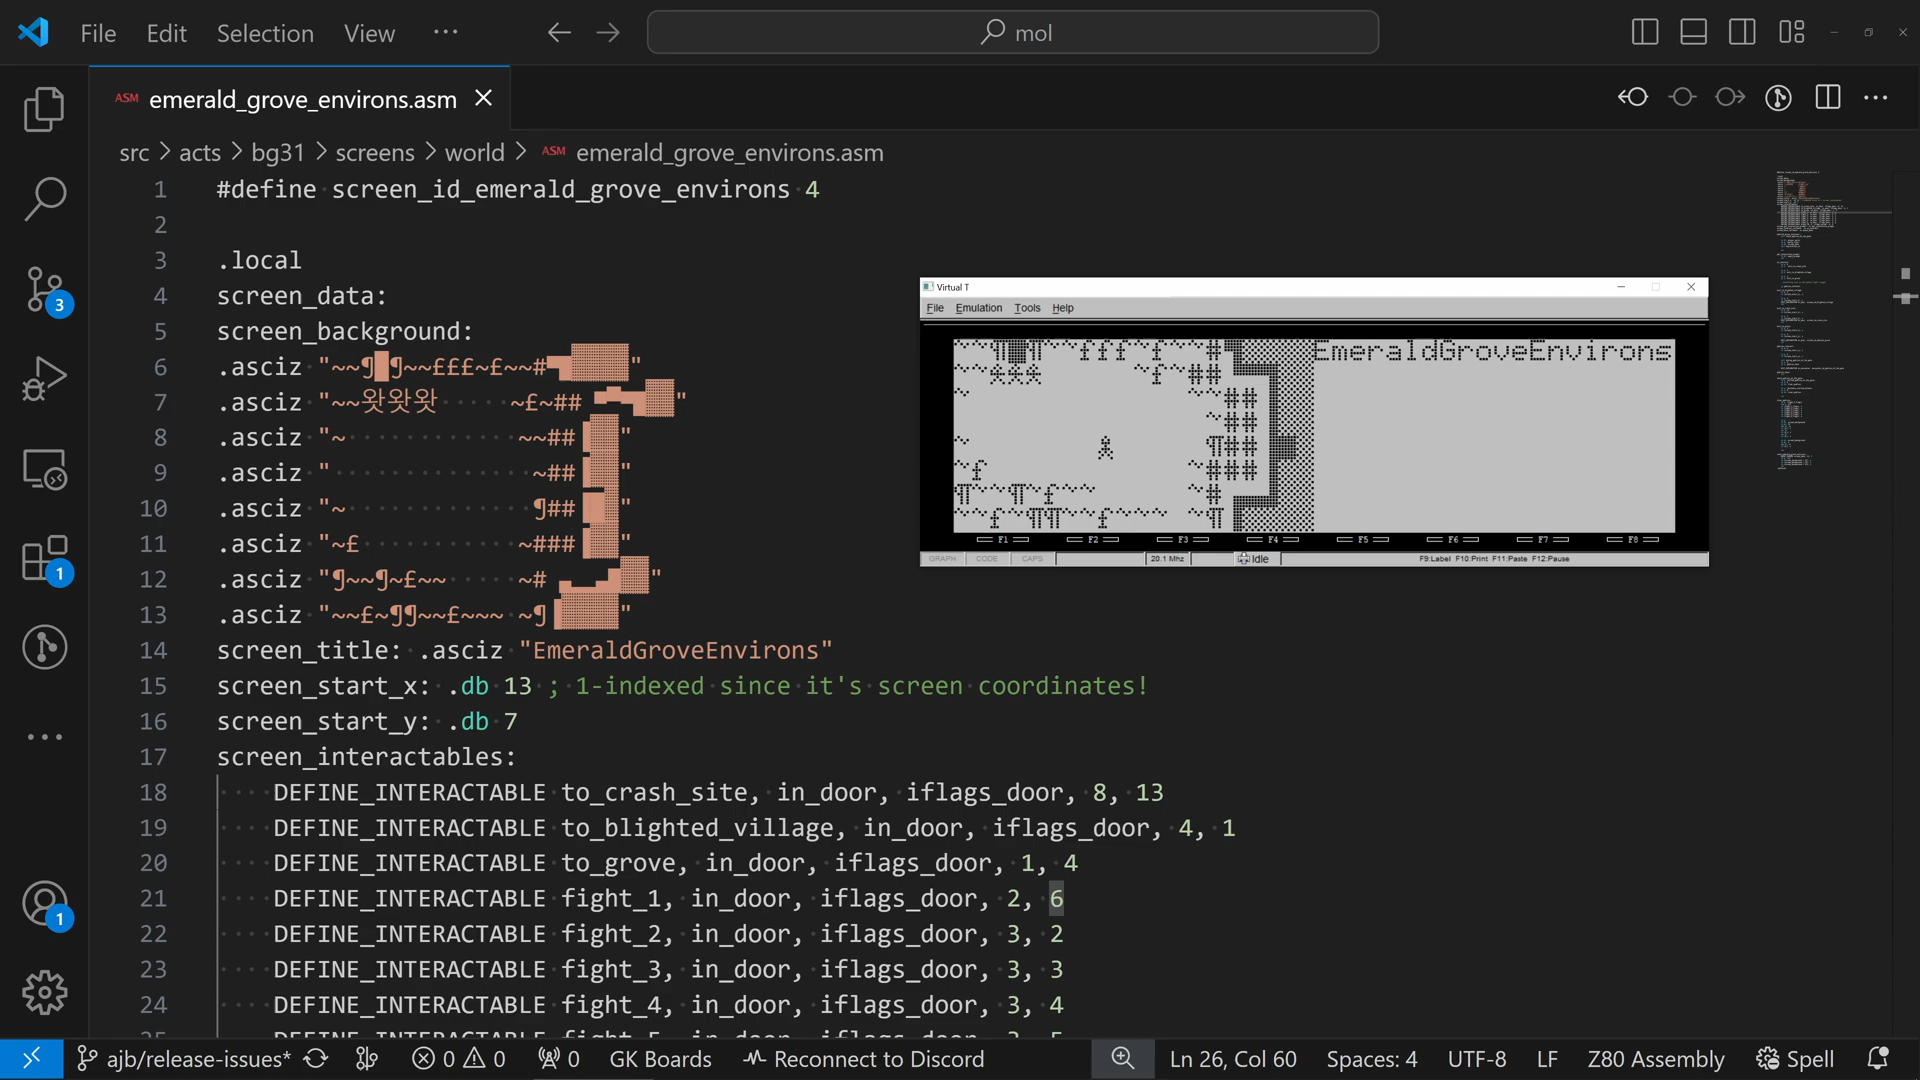 File Edit Selection View ··· mol
ASM emerald_grove_environs.asm
src > acts > bg31 > screens > world > ASM emerald_grove_environs.asm
1 #define screen_id_emerald_grove_environs 4
2
3 .local
4 screen_data:
5 screen_background:
6 .asciz "~~¶█¶~~£££~£~~#▜▒▒▒▒"
7 .asciz "~~왓왓왓 ~£~## ▀▀▜▒▒"
8 .asciz "~ ~~## ▌▒▒"
9 .asciz " ~## ▌▒▒"
10 .asciz "~ ¶## █▒"
11 .asciz "~£ ~### ▌▒▒"
12 .asciz "¶~~¶~£~~ ~# ▄▄▟▒▒"
13 .asciz "~~£~¶¶~~£~~~ ~¶▐▒▒▒▒"
14 screen_title: .asciz "EmeraldGroveEnvirons"
15 screen_start_x: .db 13 ; 1-indexed since it's screen coordinates!
16 screen_start_y: .db 7
17 screen_interactables:
18 DEFINE_INTERACTABLE to_crash_site, in_door, iflags_door, 8, 13
19 DEFINE_INTERACTABLE to_blighted_village, in_door, iflags_door, 4, 1
20 DEFINE_INTERACTABLE to_grove, in_door, iflags_door, 1, 4
21 DEFINE_INTERACTABLE fight_1, in_door, iflags_door, 2, 6
22 DEFINE_INTERACTABLE fight_2, in_door, iflags_door, 3, 2
23 DEFINE_INTERACTABLE fight_3, in_door, iflags_door, 3, 3
24 DEFINE_INTERACTABLE fight_4, in_door, iflags_door, 3, 4
Virtual T
File Emulation Tools Help
EmeraldGroveEnvirons
F1 F2 F3 F4 F5 F6 F7 F8
GRAPH CODE CAPS 20.1 Mhz Idle F9:Label F10:Print F11:Paste F12:Pause
3
1
1
ajb/release-issues* 0 0 0 GK Boards Reconnect to Discord Ln 26, Col 60 Spaces: 4 UTF-8 LF Z80 Assembly Spell